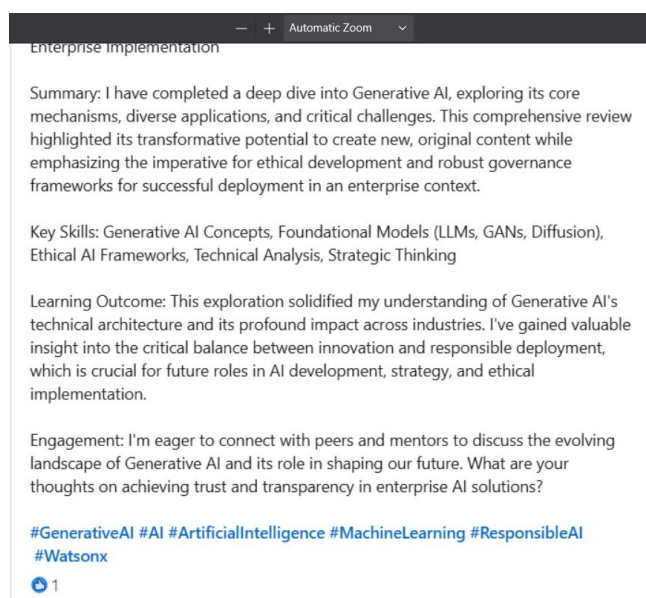 Automatic Zoom
Enterprise Implementation
Summary: I have completed a deep dive into Generative AI, exploring its core
mechanisms, diverse applications, and critical challenges. This comprehensive review
highlighted its transformative potential to create new, original content while
emphasizing the imperative for ethical development and robust governance
frameworks for successful deployment in an enterprise context.
Key Skills: Generative AI Concepts, Foundational Models (LLMs, GANs, Diffusion),
Ethical AI Frameworks, Technical Analysis, Strategic Thinking
Learning Outcome: This exploration solidified my understanding of Generative AI's
technical architecture and its profound impact across industries. I've gained valuable
insight into the critical balance between innovation and responsible deployment,
which is crucial for future roles in AI development, strategy, and ethical
implementation.
Engagement: I'm eager to connect with peers and mentors to discuss the evolving
landscape of Generative AI and its role in shaping our future. What are your
thoughts on achieving trust and transparency in enterprise AI solutions?
#GenerativeAI #AI #ArtificialIntelligence #MachineLearning #ResponsibleAI
#Watsonx
1